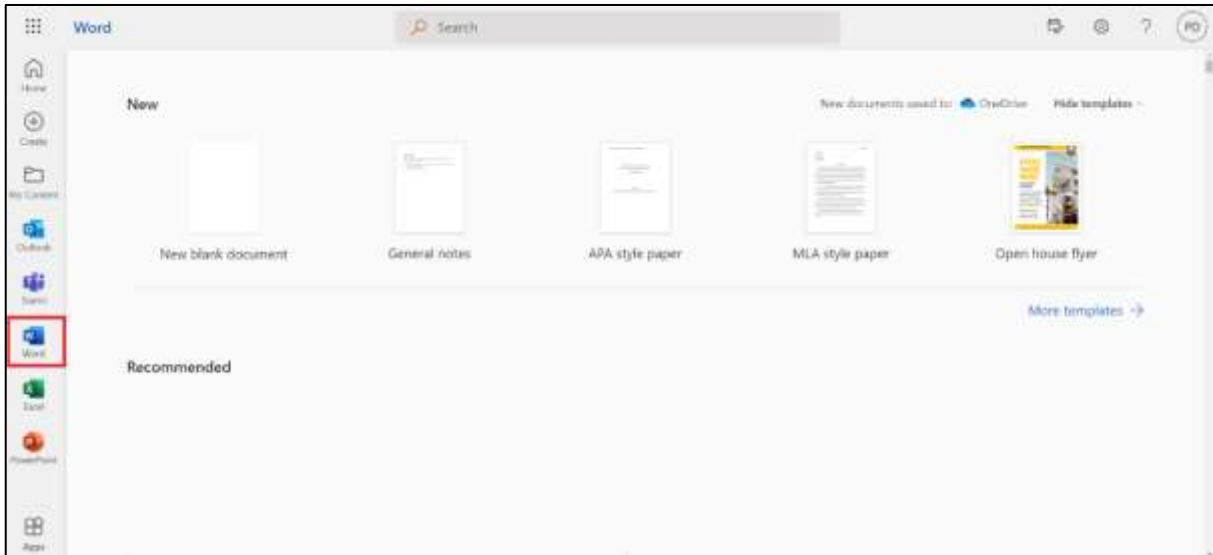 Word
Search
?
PD
Home
Create
My Content
Outlook
Teams
Word
Excel
PowerPoint
Apps
New
New documents saved to: OneDrive
Hide templates
New blank document
General notes
APA style paper
MLA style paper
Open house flyer
More templates →
Recommended